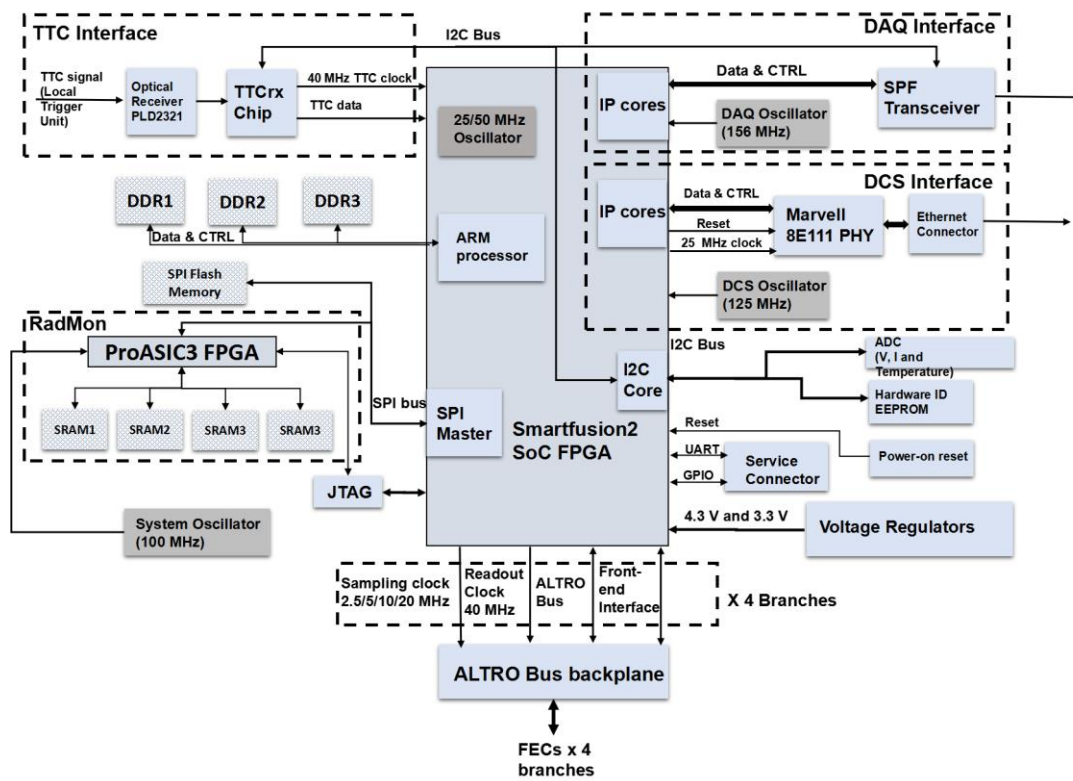 TTC Interface
TTC signal
(Local
Trigger
Unit)
Optical
Receiver
PLD2321
TTCrx
Chip
40 MHz TTC clock
TTC data
I2C Bus
DAQ Interface
IP cores
Data & CTRL
SPF
Transceiver
DAQ Oscillator
(156 MHz)
25/50 MHz
Oscillator
DCS Interface
IP cores
Data & CTRL
Reset
25 MHz clock
Marvell
8E111 PHY
Ethernet
Connector
DCS Oscillator
(125 MHz)
DDR1
DDR2
DDR3
Data & CTRL
ARM
processor
SPI Flash
Memory
RadMon
ProASIC3 FPGA
SRAM1
SRAM2
SRAM3
SRAM3
SPI bus
SPI
Master
JTAG
System Oscillator
(100 MHz)
I2C
Core
I2C Bus
ADC
(V, I and
Temperature)
Hardware ID
EEPROM
Smartfusion2
SoC FPGA
Reset
Power-on reset
UART
GPIO
Service
Connector
4.3 V and 3.3 V
Voltage Regulators
Sampling clock
2.5/5/10/20 MHz
Readout
Clock
40 MHz
ALTRO
Bus
Front-
end
Interface
X 4 Branches
ALTRO Bus backplane
FECs x 4
branches